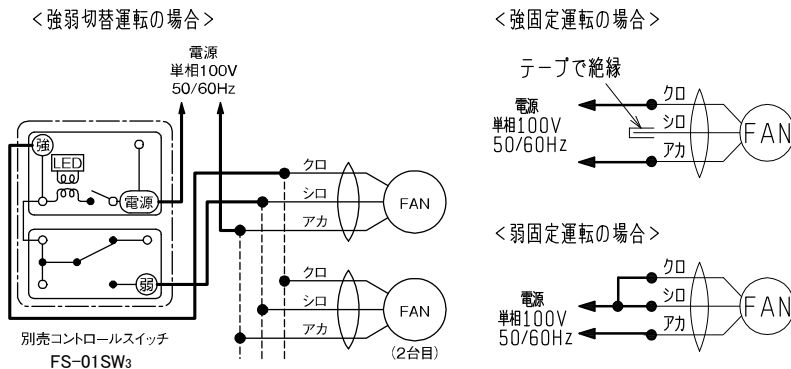 ＜強弱切替運転の場合＞
電源
単相100V
50/60Hz
強
LED
電源
弱
別売コントロールスイッチ
FS-01SW3
クロ
シロ
アカ
FAN
クロ
シロ
アカ
FAN
(2台目)
＜強固定運転の場合＞
テープで絶縁
電源
単相100V
50/60Hz
クロ
シロ
アカ
FAN
＜弱固定運転の場合＞
電源
単相100V
50/60Hz
クロ
シロ
アカ
FAN